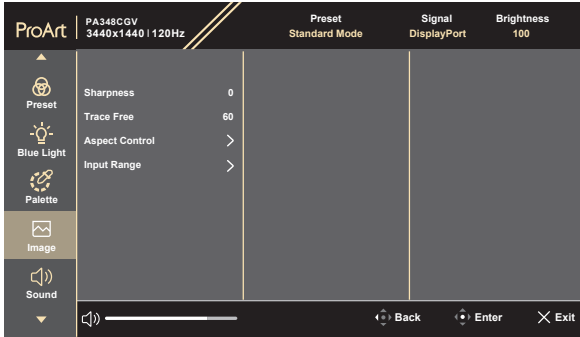 ProArt
PA348CGV
3440x1440 | 120Hz
Preset
Standard Mode
Signal
DisplayPort
Brightness
100
Preset
Blue Light
Palette
Image
Sound
Sharpness 0
Trace Free 60
Aspect Control
Input Range
Back Enter Exit